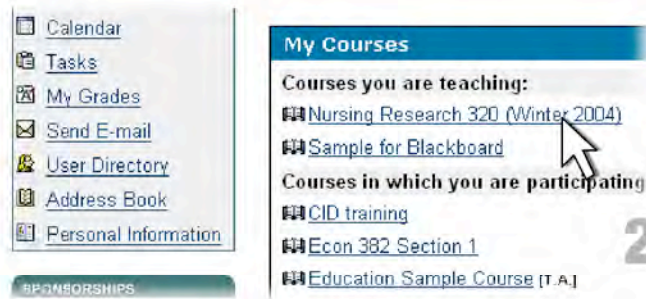 Calendar
Tasks
My Grades
Send E-mail
User Directory
Address Book
Personal Information
SPONSORSHIPS
My Courses
Courses you are teaching:
Nursing Research 320 (Winter 2004)
Sample for Blackboard
Courses in which you are participating
CID training
Econ 382 Section 1
Education Sample Course [T.A.]
2